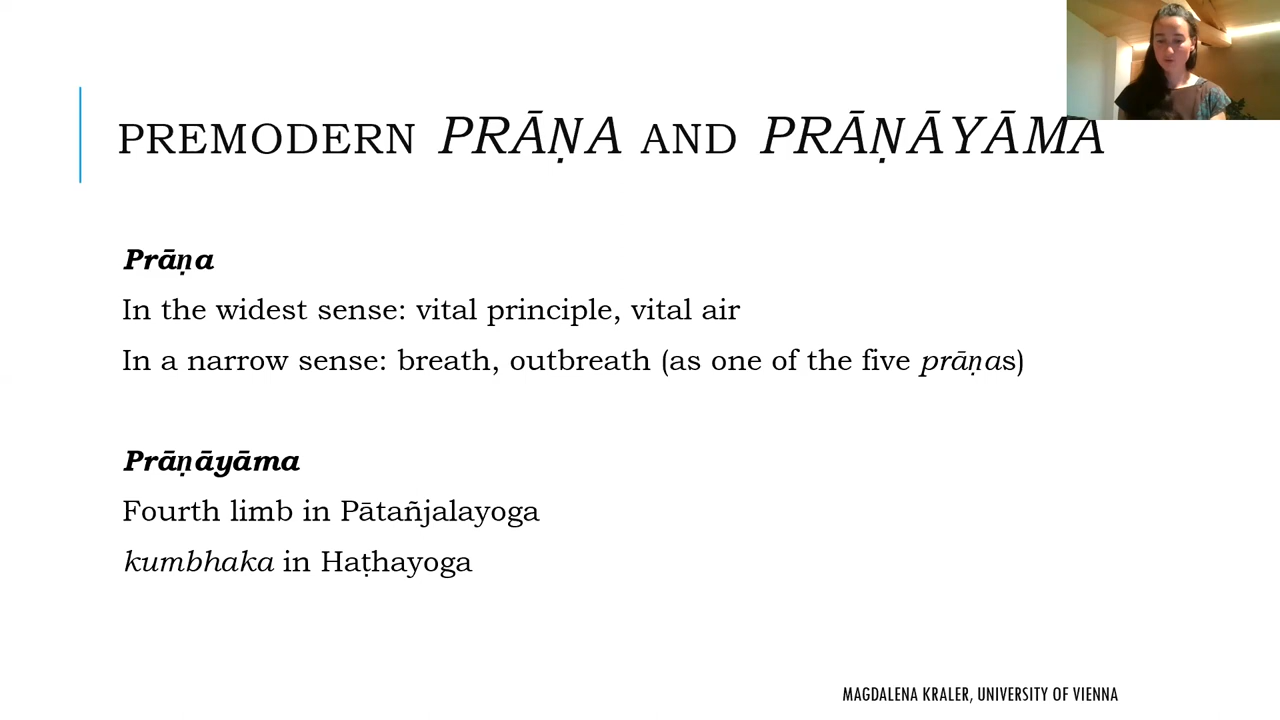 PREMODERN PRĀṆA AND PRĀṆĀYĀMA
Prāṇa
In the widest sense: vital principle, vital air
In a narrow sense: breath, outbreath (as one of the five prāṇas)
Prāṇāyāma
Fourth limb in Pātañjalayoga
kumbhaka in Haṭhayoga
MAGDALENA KRALER, UNIVERSITY OF VIENNA